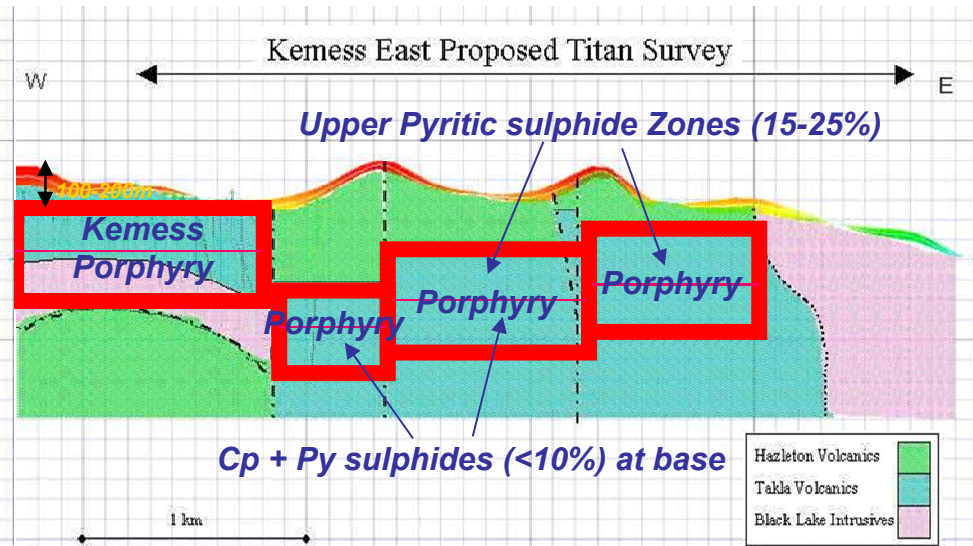 Kemess East Proposed Titan Survey
W
E
Upper Pyritic sulphide Zones (15-25%)
100-200m
Kemess
Porphyry
Porphyry
Porphyry
Porphyry
Cp + Py sulphides (<10%) at base
1 km
Hazleton Volcanics
Takla Volcanics
Black Lake Intrusives